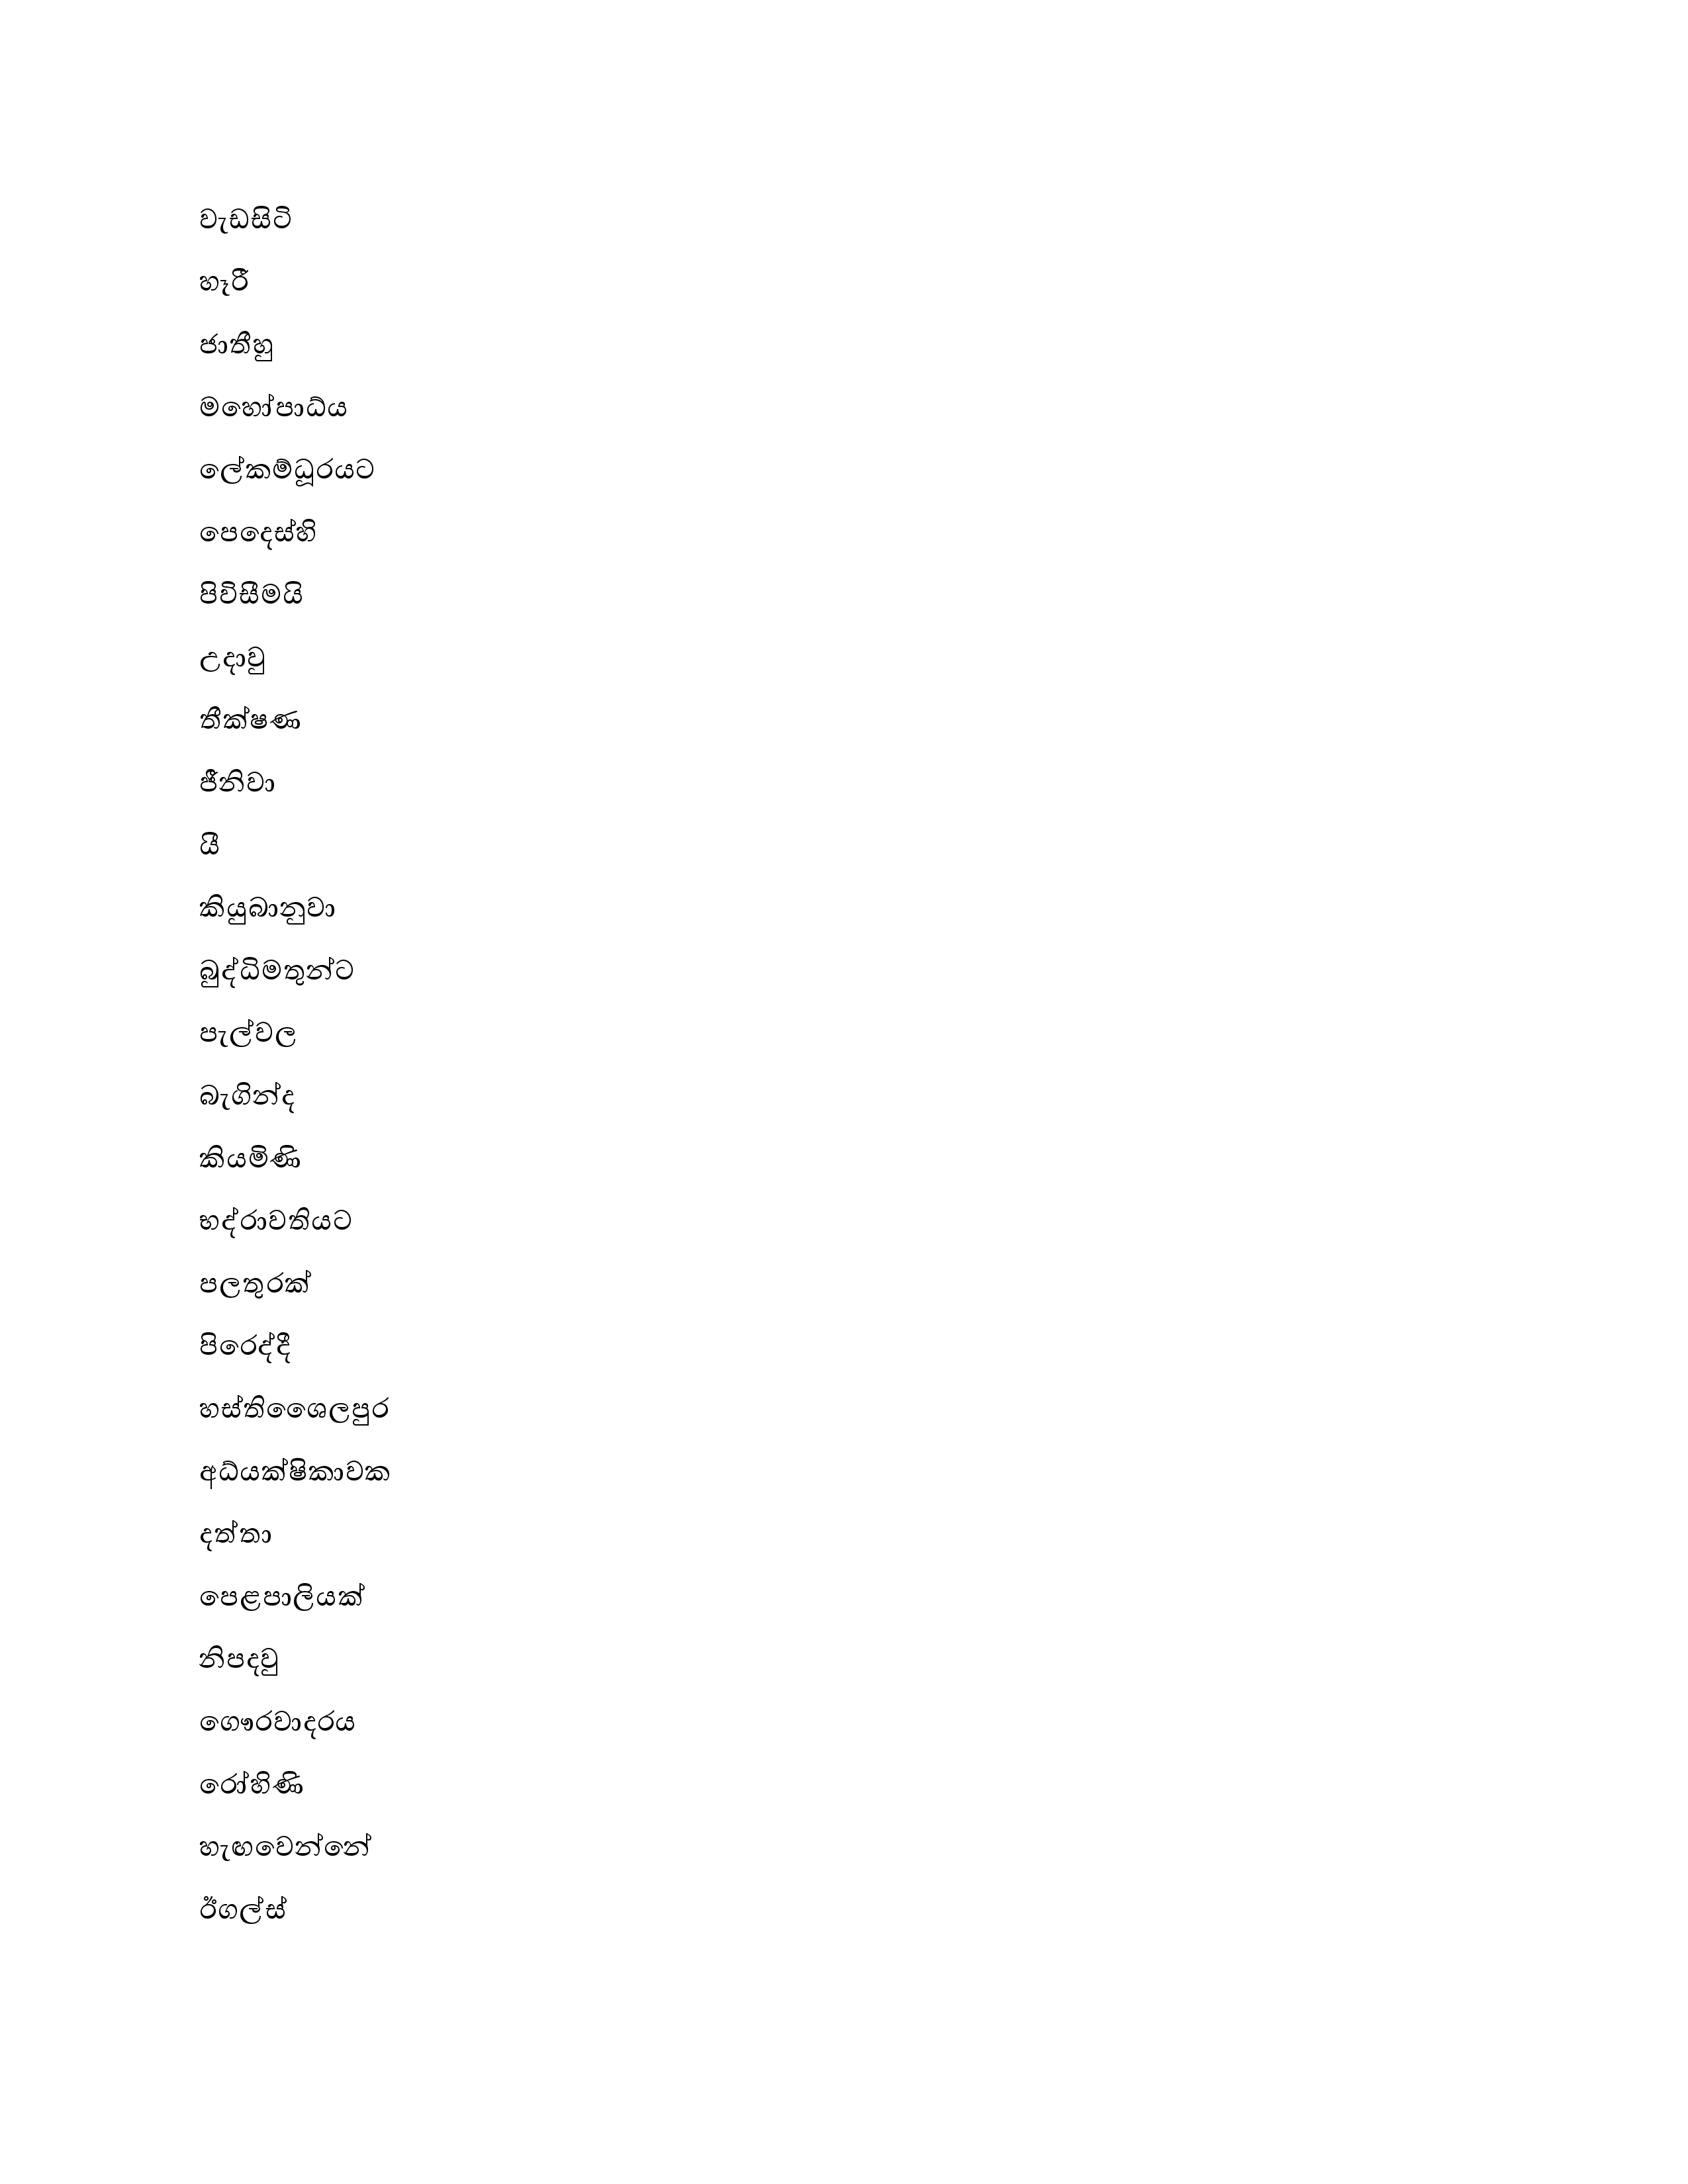 වැඩසිටි
හෑරී
ජාතීහු
මහෝපාධ්ය
ලේකම්ධූරයට
පෙදෙස්හි
පිවිසීමයි
උදාවු
තීක්ෂණ
ජීනිවා
යී
කියුබානුවා
බුද්ධිමතුන්ට
පැල්වල
බැගින්ද
කියමිණි
භද්රාවතියට
පලතුරක්
පිරෙද්දී
හස්තිශෛලපුර
අධ්යක්ෂිකාවක
දත්තා
පෙළපාලියක්
නිපදවු
ගෞරවාදරය
රෝහිණි
හැඟවෙන්නේ
ඊගල්ස්